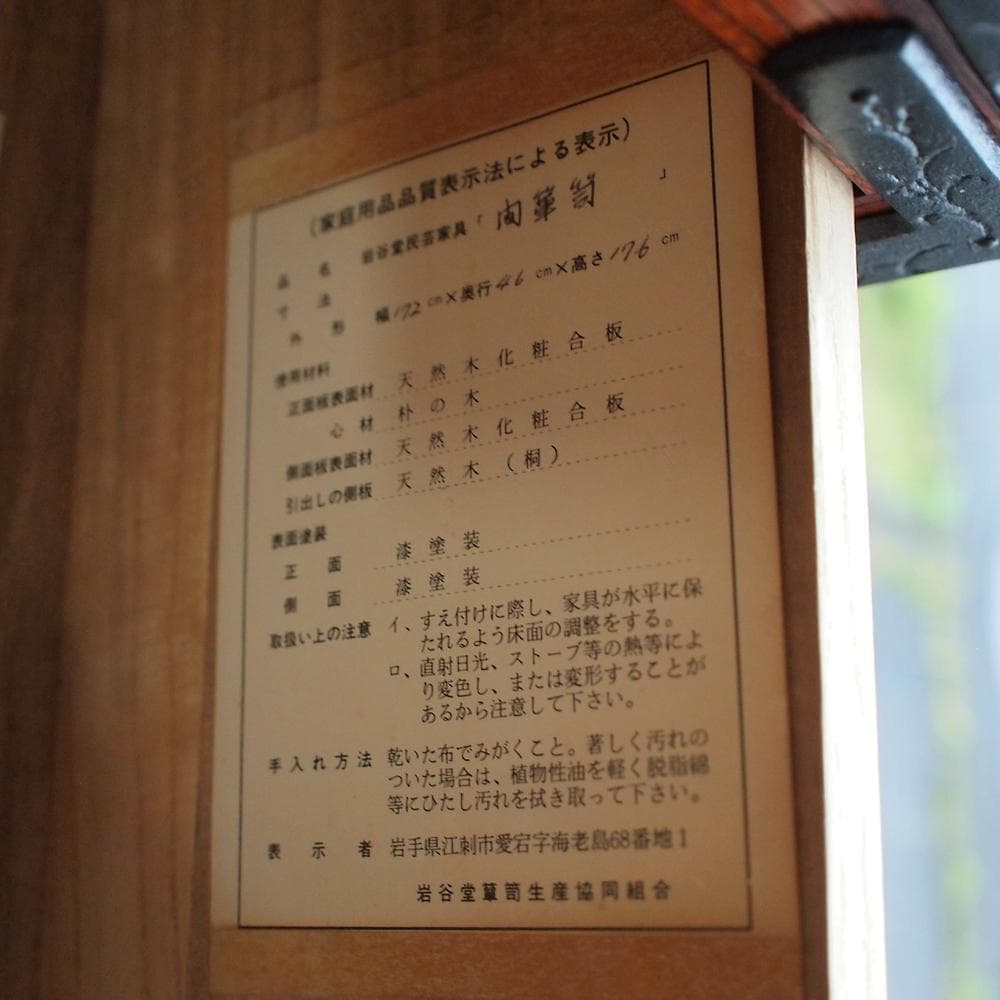 (家庭用品品質表示法による表示)
品名 岩谷堂民芸家具「 箪笥 」
寸法
外形 幅172cm×奥行46cm×高さ176cm
使用材料
正面板表面材 天然木化粧合板
心材 朴の木
側面板表面材 天然木化粧合板
引出しの側板 天然木(桐)
表面塗装
正面 漆塗装
側面 漆塗装
取扱い上の注意 イ、すえ付けに際し、家具が水平に保
たれるよう床面の調整をする。
ロ、直射日光、ストーブ等の熱等によ
り変色し、または変形することが
あるから注意して下さい。
手入れ方法 乾いた布でみがくこと。著しく汚れの
ついた場合は、植物性油を軽く脱脂綿
等にひたし汚れを拭き取って下さい。
表示者 岩手県江刺市愛宕字海老島68番地1
岩谷堂箪笥生産協同組合